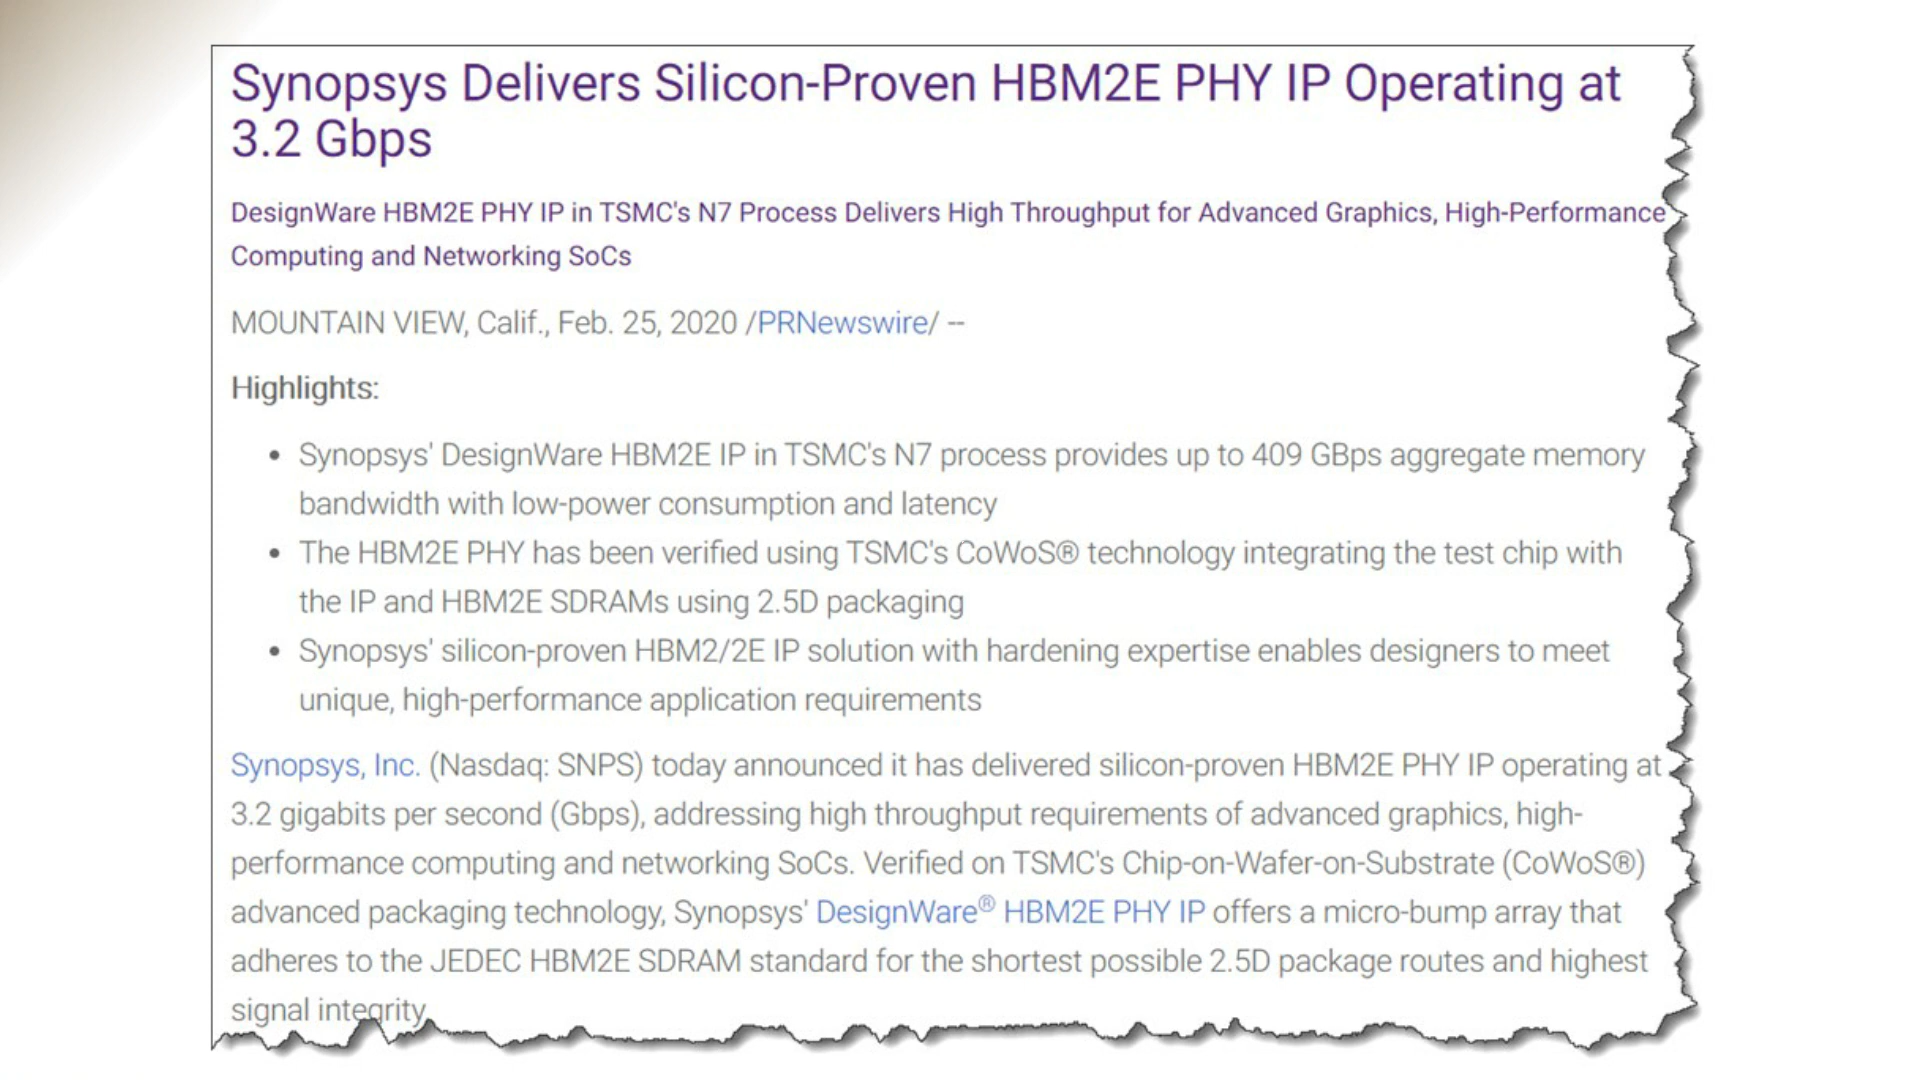 Synopsys Delivers Silicon-Proven HBM2E PHY IP Operating at
3.2 Gbps
DesignWare HBM2E PHY IP in TSMC's N7 Process Delivers High Throughput for Advanced Graphics, High-Performance
Computing and Networking SoCs
MOUNTAIN VIEW, Calif., Feb. 25, 2020 /PRNewswire/ --
Highlights:
• Synopsys' DesignWare HBM2E IP in TSMC's N7 process provides up to 409 GBps aggregate memory
bandwidth with low-power consumption and latency
• The HBM2E PHY has been verified using TSMC's CoWoS® technology integrating the test chip with
the IP and HBM2E SDRAMs using 2.5D packaging
• Synopsys' silicon-proven HBM2/2E IP solution with hardening expertise enables designers to meet
unique, high-performance application requirements
Synopsys, Inc. (Nasdaq: SNPS) today announced it has delivered silicon-proven HBM2E PHY IP operating at
3.2 gigabits per second (Gbps), addressing high throughput requirements of advanced graphics, high-
performance computing and networking SoCs. Verified on TSMC's Chip-on-Wafer-on-Substrate (CoWoS®)
advanced packaging technology, Synopsys' DesignWare® HBM2E PHY IP offers a micro-bump array that
adheres to the JEDEC HBM2E SDRAM standard for the shortest possible 2.5D package routes and highest
signal integrity.